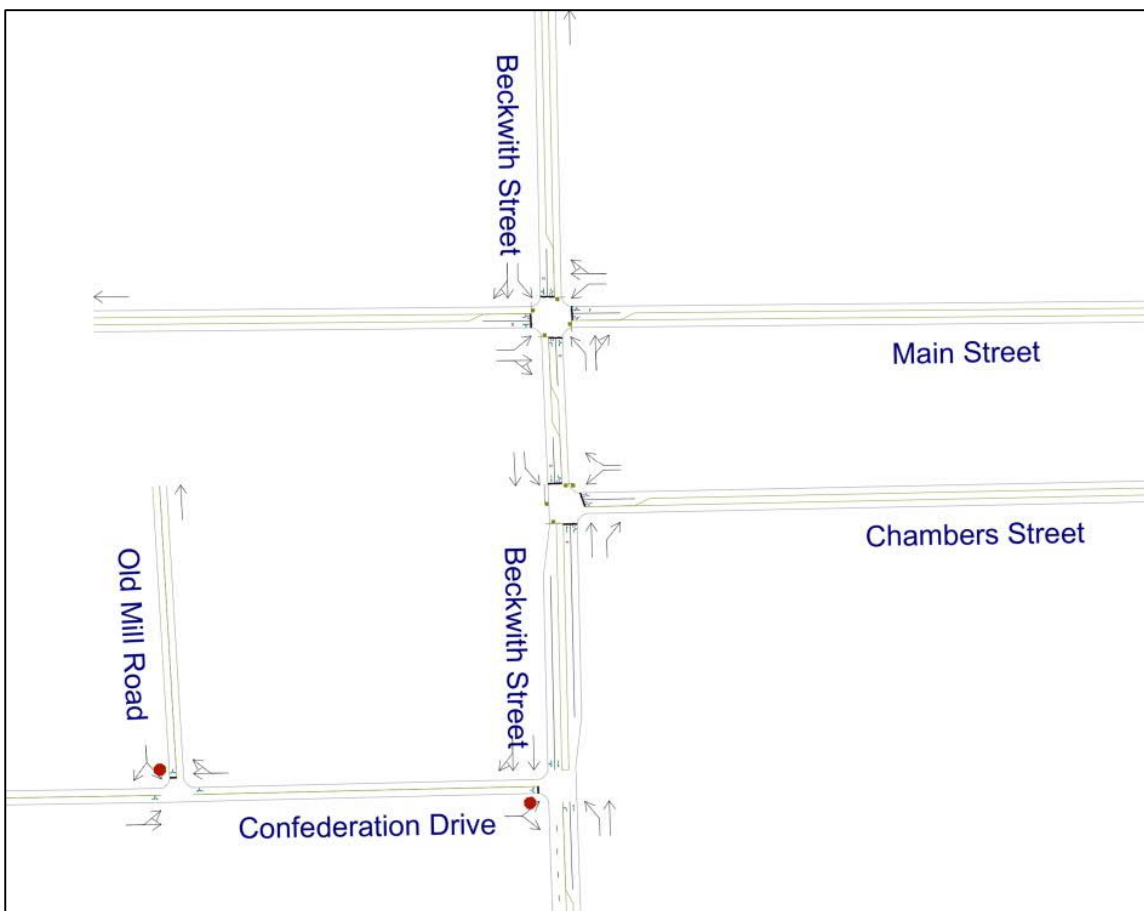 Beckwith Street
Main Street
Chambers Street
Old Mill Road
Beckwith Street
Confederation Drive